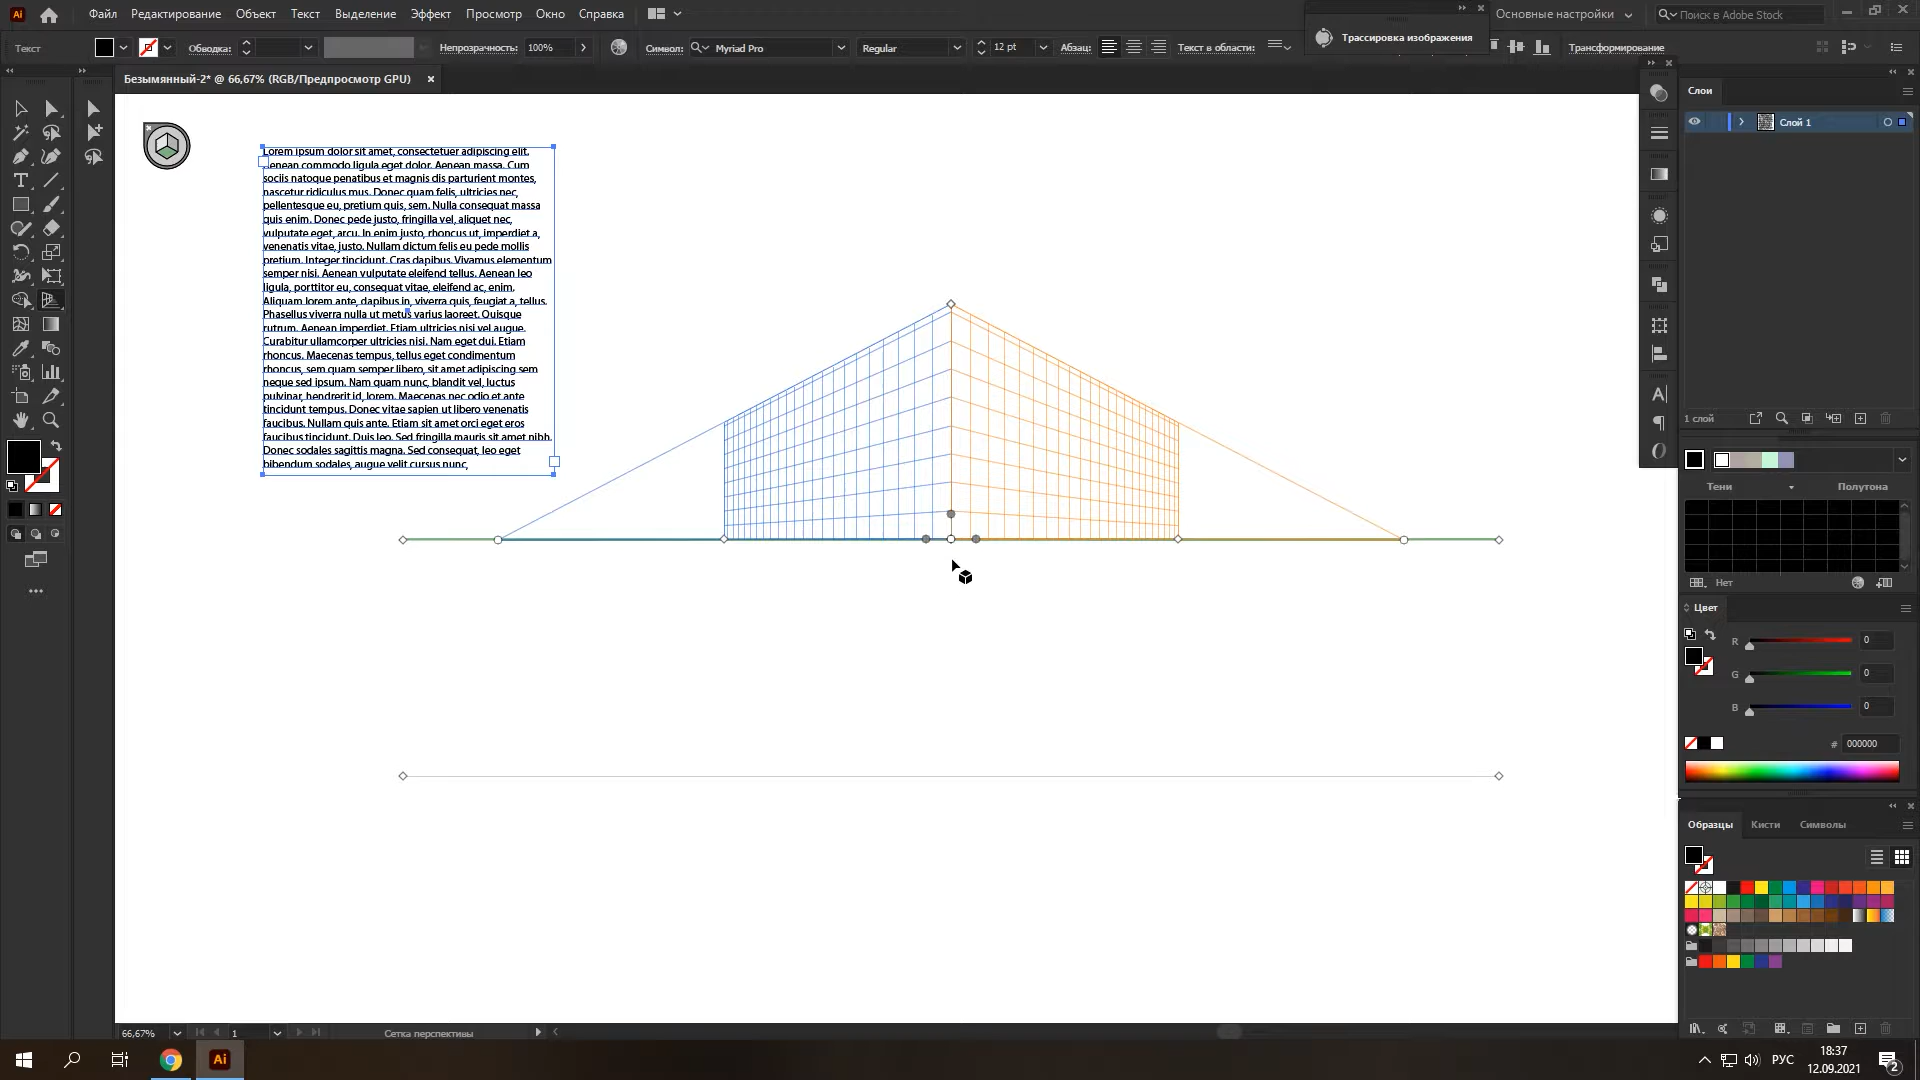 Ai Файл Редактирование Объект Текст Выделение Эффект Просмотр Окно Справка
Основные настройки
Поиск в Adobe Stock
Текст
Обводка:
Непрозрачность: 100%
Символ: Myriad Pro
Regular
12 pt
Абзац:
Текст в области:
Трассировка изображения
Трансформирование
Безымянный-2* @ 66,67% (RGB/Предпросмотр GPU)
Слои
Слой 1
Lorem ipsum dolor sit amet, consectetuer adipiscing elit.
Aenean commodo ligula eget dolor. Aenean massa. Cum
sociis natoque penatibus et magnis dis parturient montes,
nascetur ridiculus mus. Donec quam felis, ultricies nec,
pellentesque eu, pretium quis, sem. Nulla consequat massa
quis enim. Donec pede justo, fringilla vel, aliquet nec,
vulputate eget, arcu. In enim justo, rhoncus ut, imperdiet a,
venenatis vitae, justo. Nullam dictum felis eu pede mollis
pretium. Integer tincidunt. Cras dapibus. Vivamus elementum
semper nisi. Aenean vulputate eleifend tellus. Aenean leo
ligula, porttitor eu, consequat vitae, eleifend ac, enim.
Aliquam lorem ante, dapibus in, viverra quis, feugiat a, tellus.
Phasellus viverra nulla ut metus varius laoreet. Quisque
rutrum. Aenean imperdiet. Etiam ultricies nisi vel augue.
Curabitur ullamcorper ultricies nisi. Nam eget dui. Etiam
rhoncus. Maecenas tempus, tellus eget condimentum
rhoncus, sem quam semper libero, sit amet adipiscing sem
neque sed ipsum. Nam quam nunc, blandit vel, luctus
pulvinar, hendrerit id, lorem. Maecenas nec odio et ante
tincidunt tempus. Donec vitae sapien ut libero venenatis
faucibus. Nullam quis ante. Etiam sit amet orci eget eros
faucibus tincidunt. Duis leo. Sed fringilla mauris sit amet nibh.
Donec sodales sagittis magna. Sed consequat, leo eget
bibendum sodales, augue velit cursus nunc,
1 слой
Тени
Полутона
Нет
Цвет
R 0
G 0
B 0
# 000000
Образцы Кисти Символы
66,67%
1
Сетка перспективы
Ai
РУС
18:37
12.09.2021
2